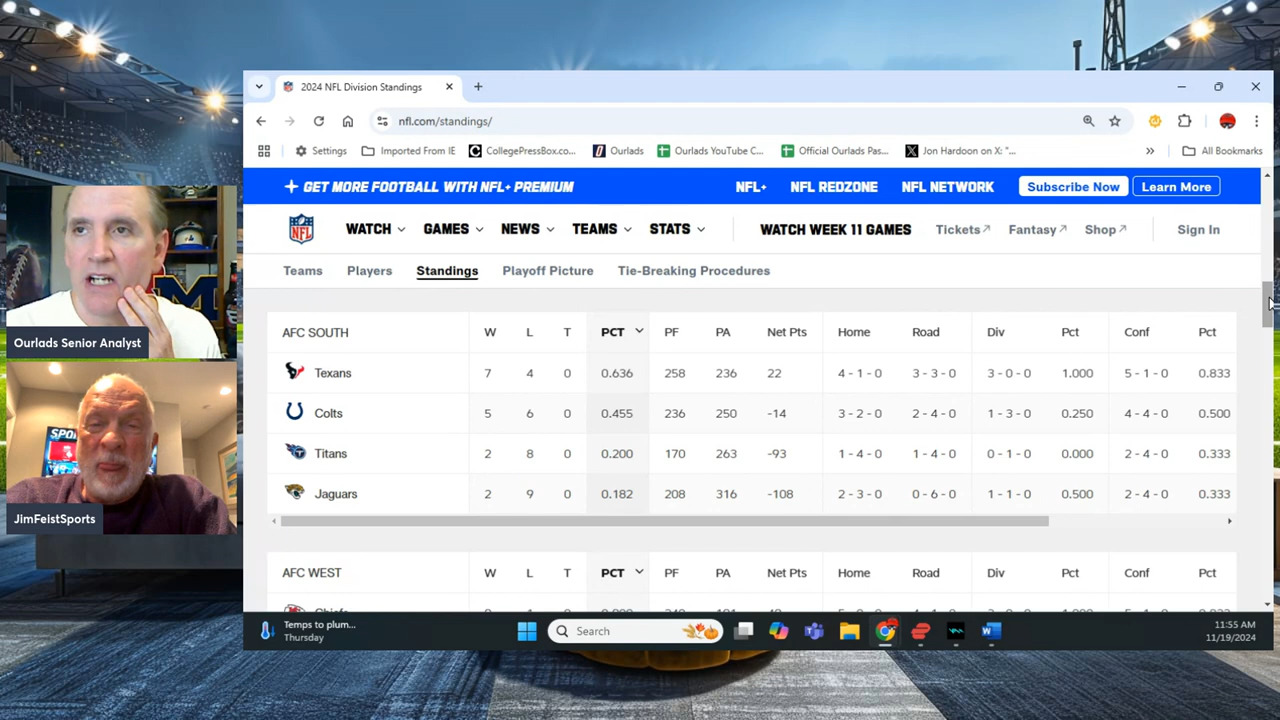 2024 NFL Division Standings
nfl.com/standings/
Settings Imported From IE CollegePressBox.co... Ourlads Ourlads YouTube C... Official Ourlads Pas... Jon Hardoon on X: "... » All Bookmarks
GET MORE FOOTBALL WITH NFL+ PREMIUM NFL+ NFL REDZONE NFL NETWORK Subscribe Now Learn More
NFL WATCH GAMES NEWS TEAMS STATS WATCH WEEK 11 GAMES Tickets Fantasy Shop Sign In
Teams Players Standings Playoff Picture Tie-Breaking Procedures
AFC SOUTH W L T PCT PF PA Net Pts Home Road Div Pct Conf Pct
Texans 7 4 0 0.636 258 236 22 4 - 1 - 0 3 - 3 - 0 3 - 0 - 0 1.000 5 - 1 - 0 0.833
Colts 5 6 0 0.455 236 250 -14 3 - 2 - 0 2 - 4 - 0 1 - 3 - 0 0.250 4 - 4 - 0 0.500
Titans 2 8 0 0.200 170 263 -93 1 - 4 - 0 1 - 4 - 0 0 - 1 - 0 0.000 2 - 4 - 0 0.333
Jaguars 2 9 0 0.182 208 316 -108 2 - 3 - 0 0 - 6 - 0 1 - 1 - 0 0.500 2 - 4 - 0 0.333
AFC WEST W L T PCT PF PA Net Pts Home Road Div Pct Conf Pct
Chiefs
Temps to plum...
Thursday
Search
11:55 AM
11/19/2024
M
Ourlads Senior Analyst
SPO
JimFeistSports